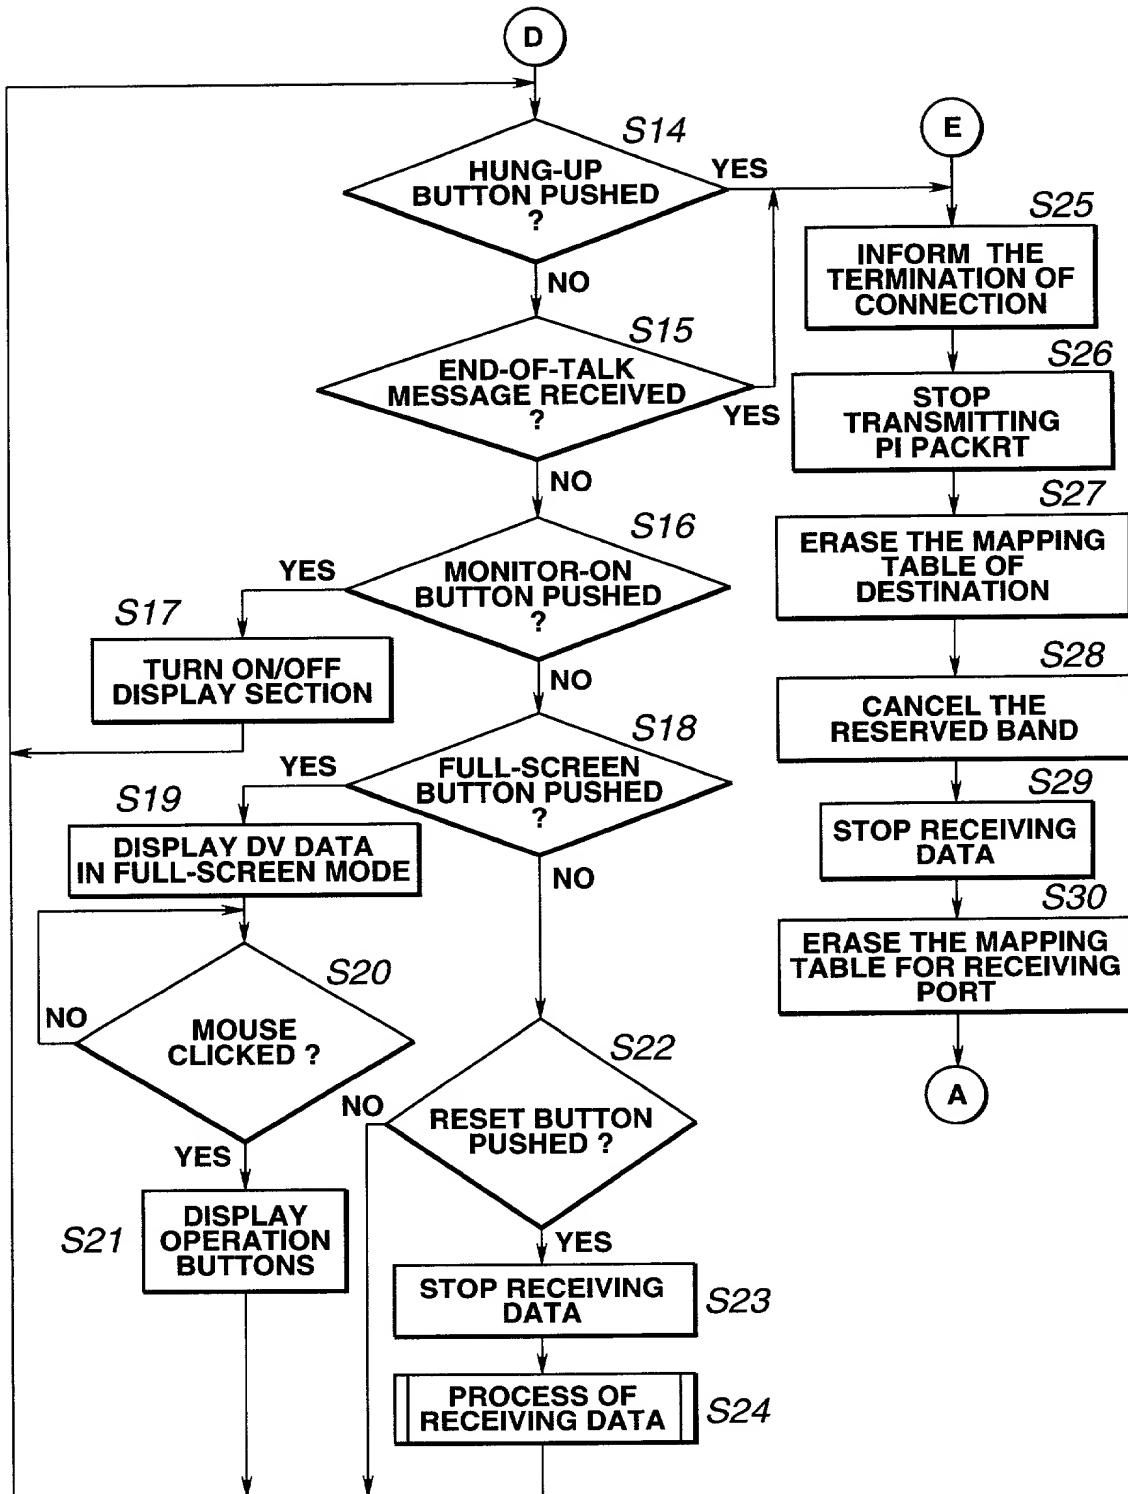 D
S14
HUNG-UP
BUTTON PUSHED
?
YES
NO
S15
END-OF-TALK
MESSAGE RECEIVED
?
YES
NO
S16
MONITOR-ON
BUTTON PUSHED
?
YES
NO
S17
TURN ON/OFF
DISPLAY SECTION
S18
FULL-SCREEN
BUTTON PUSHED
?
YES
NO
S19
DISPLAY DV DATA
IN FULL-SCREEN MODE
S20
MOUSE
CLICKED ?
NO
YES
S21
DISPLAY
OPERATION
BUTTONS
S22
RESET BUTTON
PUSHED ?
NO
YES
STOP RECEIVING
DATA
S23
PROCESS OF
RECEIVING DATA
S24
E
S25
INFORM THE
TERMINATION OF
CONNECTION
S26
STOP
TRANSMITTING
PI PACKRT
S27
ERASE THE MAPPING
TABLE OF
DESTINATION
S28
CANCEL THE
RESERVED BAND
S29
STOP RECEIVING
DATA
S30
ERASE THE MAPPING
TABLE FOR RECEIVING
PORT
A